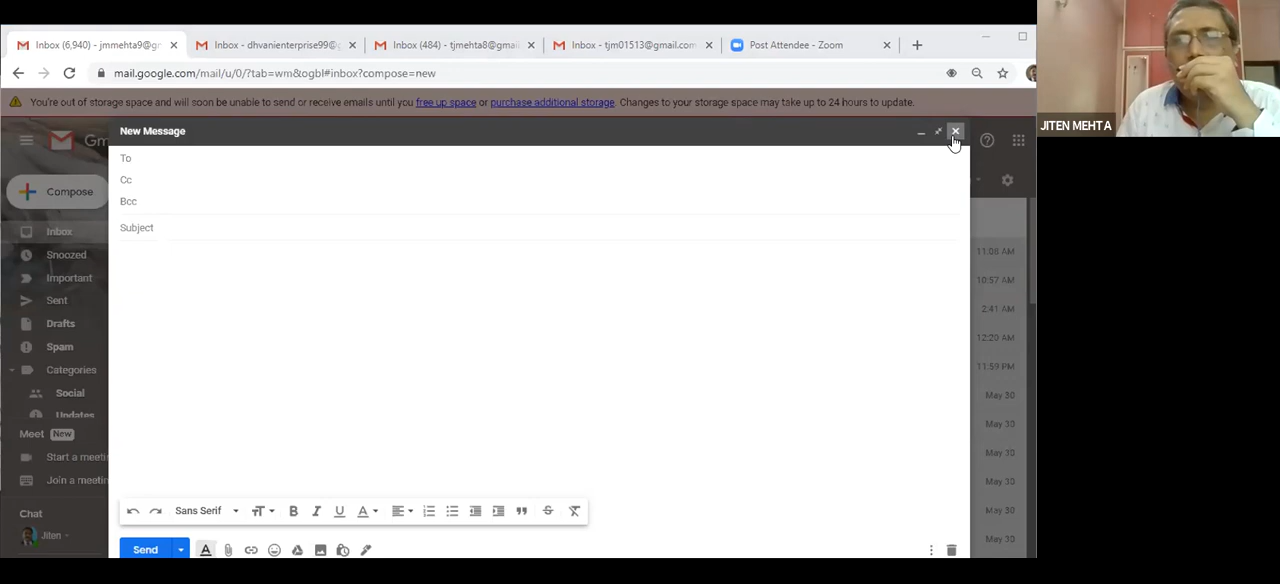 Inbox (6,940) - jmmehta9@gm
Inbox - dhvanienterprise99@g
Inbox (484) - tjmehta8@gmail
Inbox - tjm01513@gmail.com
Post Attendee - Zoom
mail.google.com/mail/u/0/?tab=wm&ogbl#inbox?compose=new
You're out of storage space and will soon be unable to send or receive emails until you free up space or purchase additional storage. Changes to your storage space may take up to 24 hours to update.
JITEN MEHTA
Gm
New Message
To
Cc
Bcc
Subject
Compose
Inbox
Snoozed
Important
Sent
Drafts
Spam
Categories
Social
Updates
Meet New
Start a meeti
Join a meetin
Chat
Jiten
11:08 AM
10:57 AM
2:41 AM
12:20 AM
11:59 PM
May 30
May 30
May 30
May 30
May 30
May 30
Sans Serif
B I U A
Send A